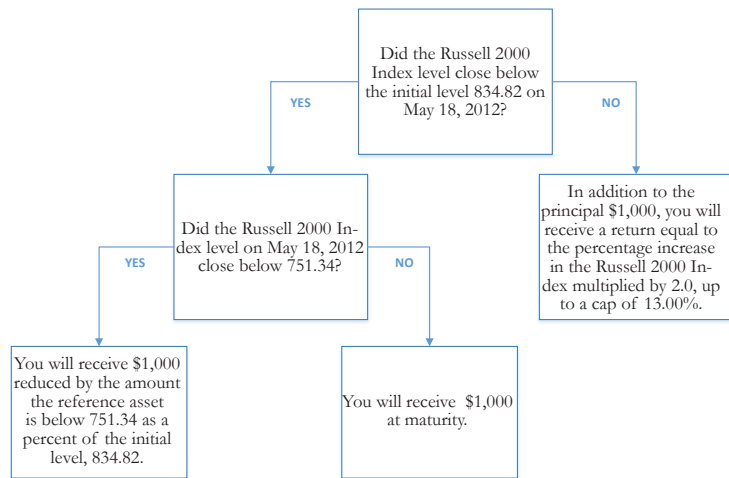 Did the Russell 2000
Index level close below
the initial level 834.82 on
May 18, 2012?
YES
NO
Did the Russell 2000 In-
dex level on May 18, 2012
close below 751.34?
In addition to the
principal $1,000, you will
receive a return equal to
the percentage increase
in the Russell 2000 In-
dex multiplied by 2.0, up
to a cap of 13.00%.
YES
NO
You will receive $1,000
reduced by the amount
the reference asset
is below 751.34 as a
percent of the initial
level, 834.82.
You will receive $1,000
at maturity.